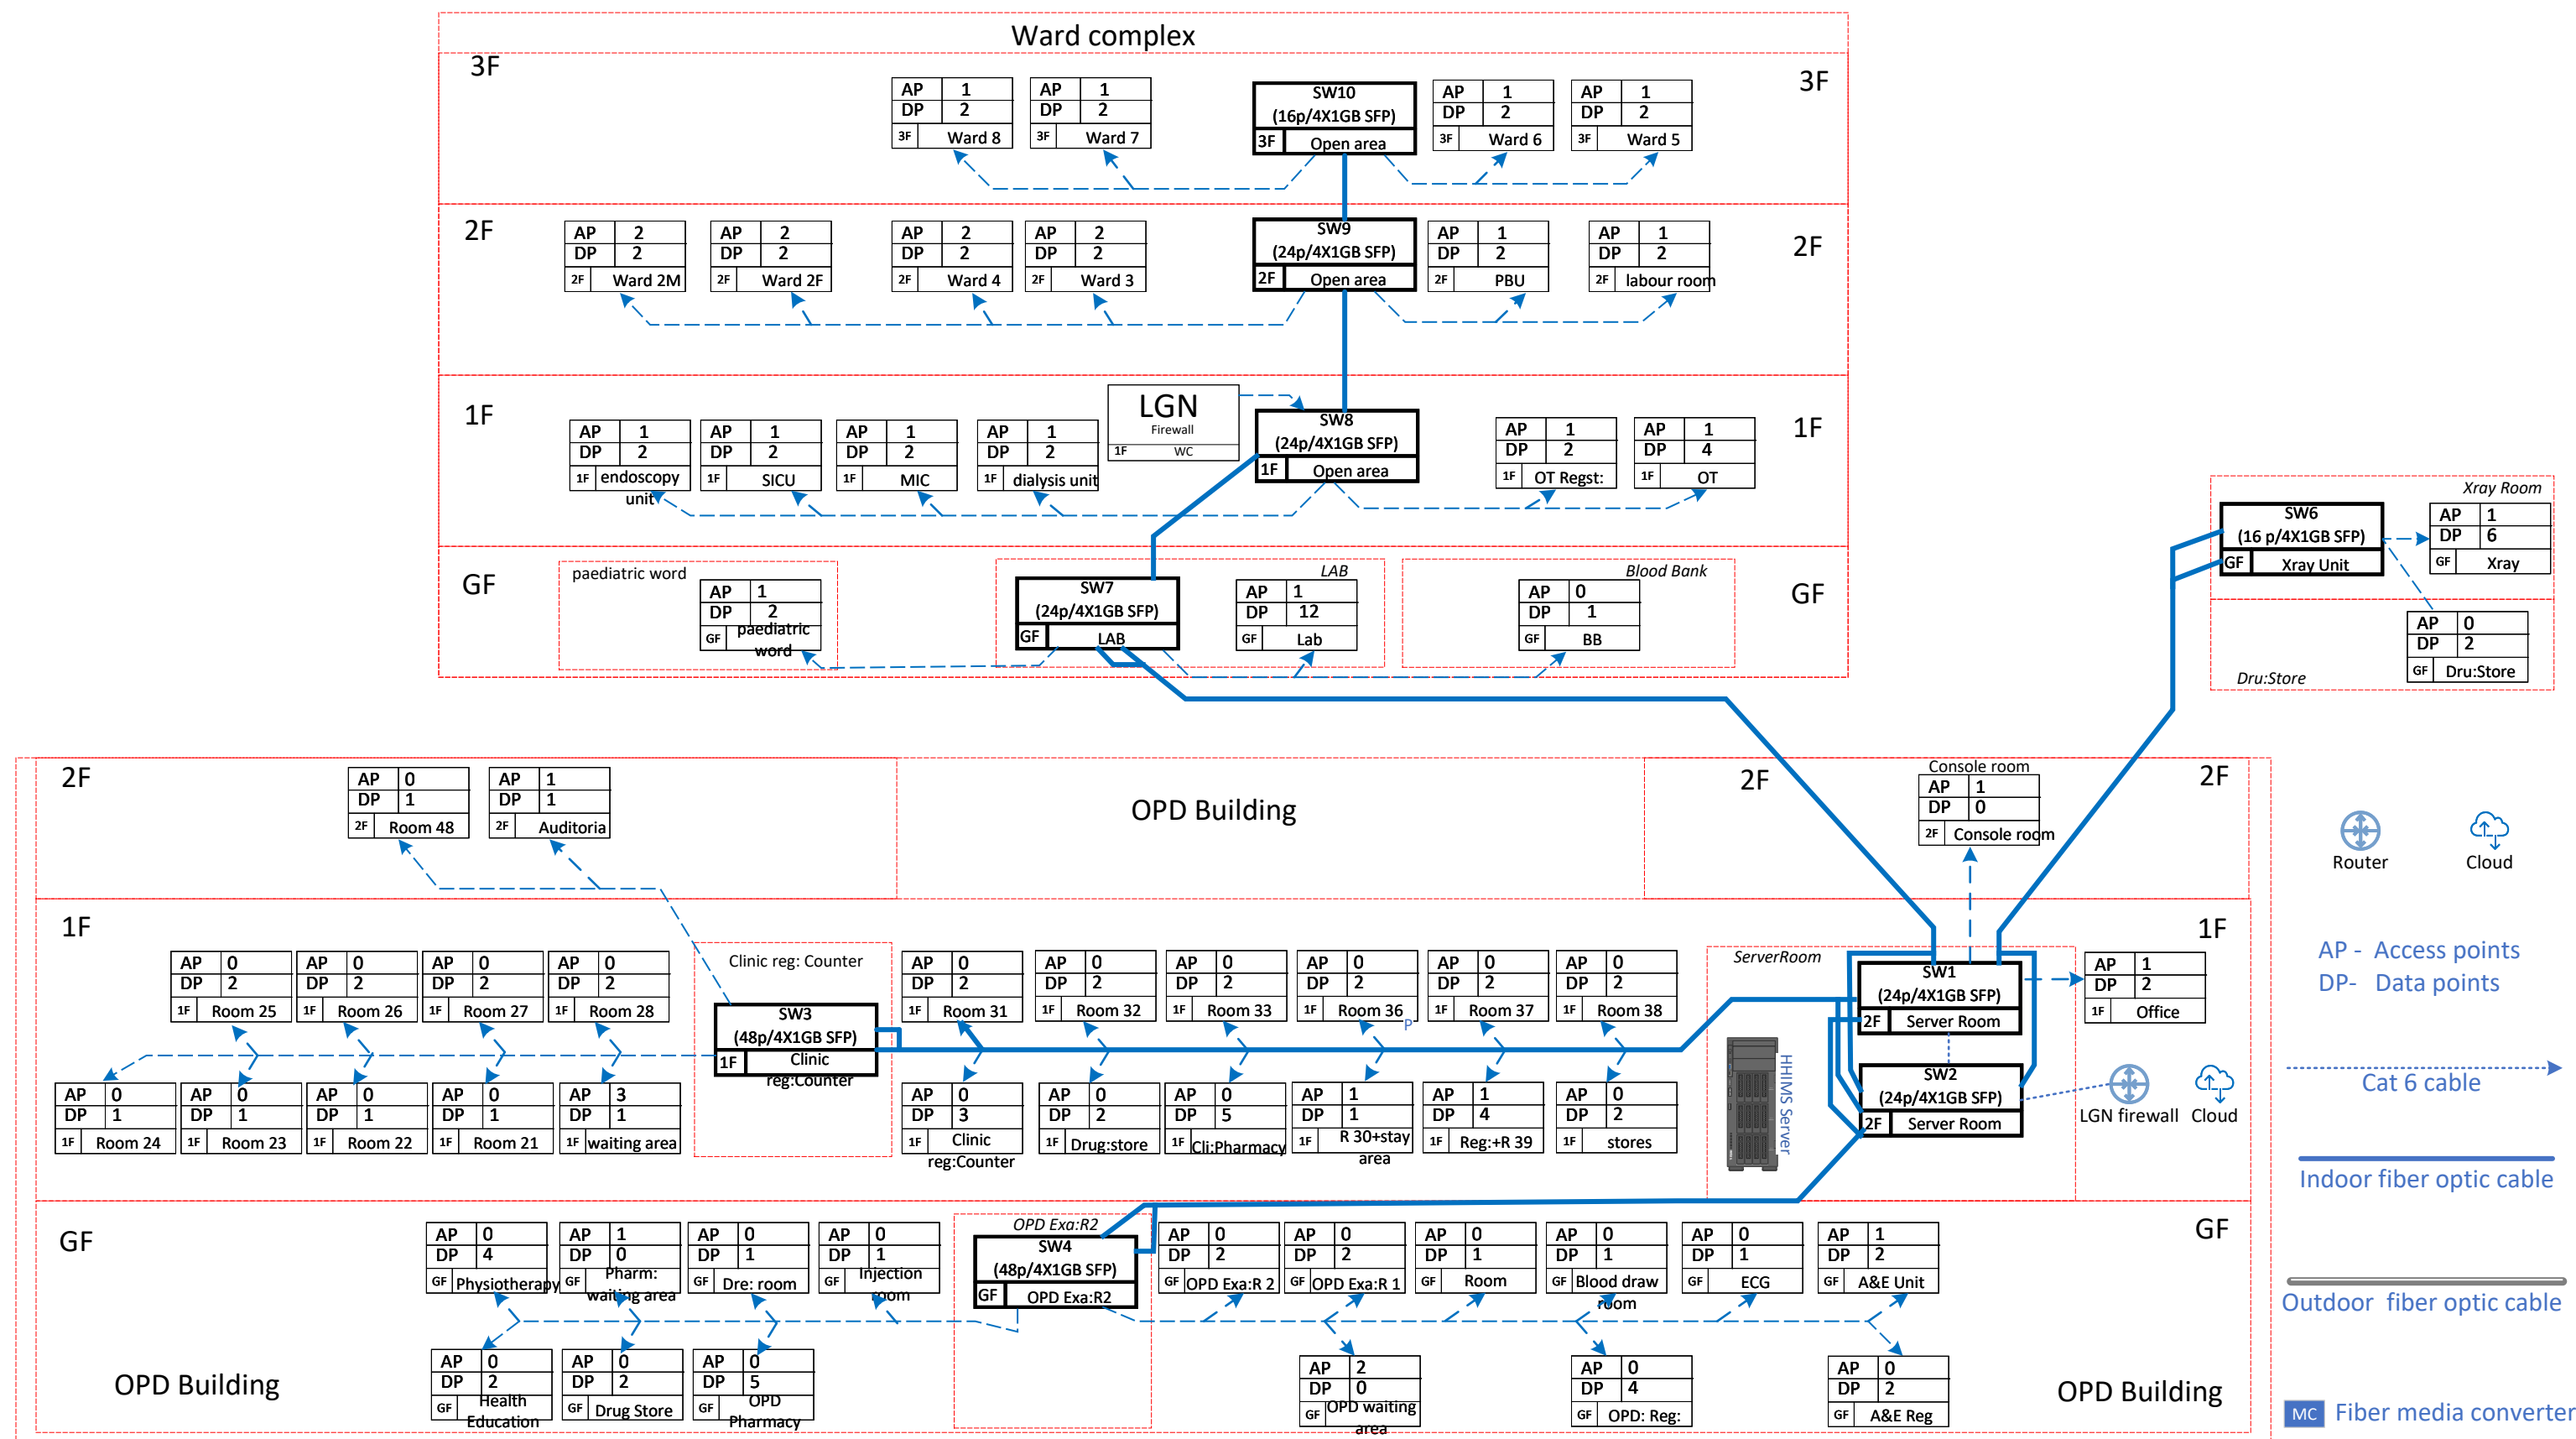 Ward complex
3F
3F
AP 1
DP 2
3F Ward 8
AP 1
DP 2
3F Ward 7
SW10
(16p/4X1GB SFP)
3F Open area
AP 1
DP 2
3F Ward 6
AP 1
DP 2
3F Ward 5
2F
2F
AP 2
DP 2
2F Ward 2M
AP 2
DP 2
2F Ward 2F
AP 2
DP 2
2F Ward 4
AP 2
DP 2
2F Ward 3
SW9
(24p/4X1GB SFP)
2F Open area
AP 1
DP 2
2F PBU
AP 1
DP 2
2F labour room
1F
1F
AP 1
DP 2
1F endoscopy
unit
AP 1
DP 2
1F SICU
AP 1
DP 2
1F MIC
AP 1
DP 2
1F dialysis unit
LGN
Firewall
1F WC
SW8
(24p/4X1GB SFP)
1F Open area
AP 1
DP 2
1F OT Regst:
AP 1
DP 4
1F OT
GF
GF
paediatric word
AP 1
DP 2
GF paediatric
word
SW7
(24p/4X1GB SFP)
GF LAB
LAB
AP 1
DP 12
GF Lab
Blood Bank
AP 0
DP 1
GF BB
Xray Room
SW6
(16 p/4X1GB SFP)
GF Xray Unit
AP 1
DP 6
GF Xray
AP 0
DP 2
GF Dru:Store
Dru:Store
2F
AP 0
DP 1
2F Room 48
AP 1
DP 1
2F Auditoria
OPD Building
2F
2F
Console room
AP 1
DP 0
2F Console room
Router
Cloud
1F
1F
AP 0
DP 2
1F Room 25
AP 0
DP 2
1F Room 26
AP 0
DP 2
1F Room 27
AP 0
DP 2
1F Room 28
Clinic reg: Counter
SW3
(48p/4X1GB SFP)
1F Clinic
reg:Counter
AP 0
DP 2
1F Room 31
AP 0
DP 2
1F Room 32
AP 0
DP 2
1F Room 33
AP 0
DP 2
1F Room 36
P
AP 0
DP 2
1F Room 37
AP 0
DP 2
1F Room 38
ServerRoom
SW1
(24p/4X1GB SFP)
2F Server Room
AP 1
DP 2
1F Office
AP - Access points
DP- Data points
AP 0
DP 1
1F Room 24
AP 0
DP 1
1F Room 23
AP 0
DP 1
1F Room 22
AP 0
DP 1
1F Room 21
AP 3
DP 1
1F waiting area
AP 0
DP 3
1F Clinic
reg:Counter
AP 0
DP 2
1F Drug:store
AP 0
DP 5
1F Cli:Pharmacy
AP 1
DP 1
1F R 30+stay
area
AP 1
DP 4
1F Reg:+R 39
AP 0
DP 2
1F stores
HHIMS Server
SW2
(24p/4X1GB SFP)
2F Server Room
LGN firewall
Cloud
Cat 6 cable
Indoor fiber optic cable
GF
GF
AP 0
DP 4
GF Physiotherapy
AP 1
DP 0
GF Pharm:
waiting area
AP 0
DP 1
GF Dre: room
AP 0
DP 1
GF Injection
room
OPD Exa:R2
SW4
(48p/4X1GB SFP)
GF OPD Exa:R2
AP 0
DP 2
GF OPD Exa:R 2
AP 0
DP 2
GF OPD Exa:R 1
AP 0
DP 1
GF Room
AP 0
DP 1
GF Blood draw
room
AP 0
DP 1
GF ECG
AP 1
DP 2
GF A&E Unit
Outdoor fiber optic cable
OPD Building
AP 0
DP 2
GF Health
Education
AP 0
DP 2
GF Drug Store
AP 0
DP 5
GF OPD
Pharmacy
AP 2
DP 0
GF OPD waiting
area
AP 0
DP 4
GF OPD: Reg:
AP 0
DP 2
GF A&E Reg
OPD Building
MC Fiber media converter